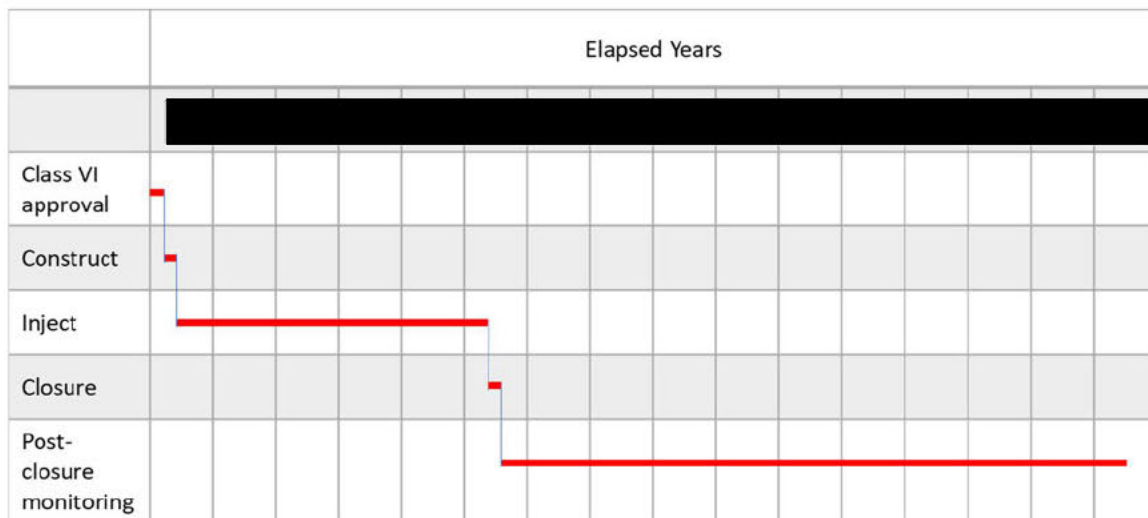 Elapsed Years
Class VI
approval
Construct
Inject
Closure
Post-
closure
monitoring